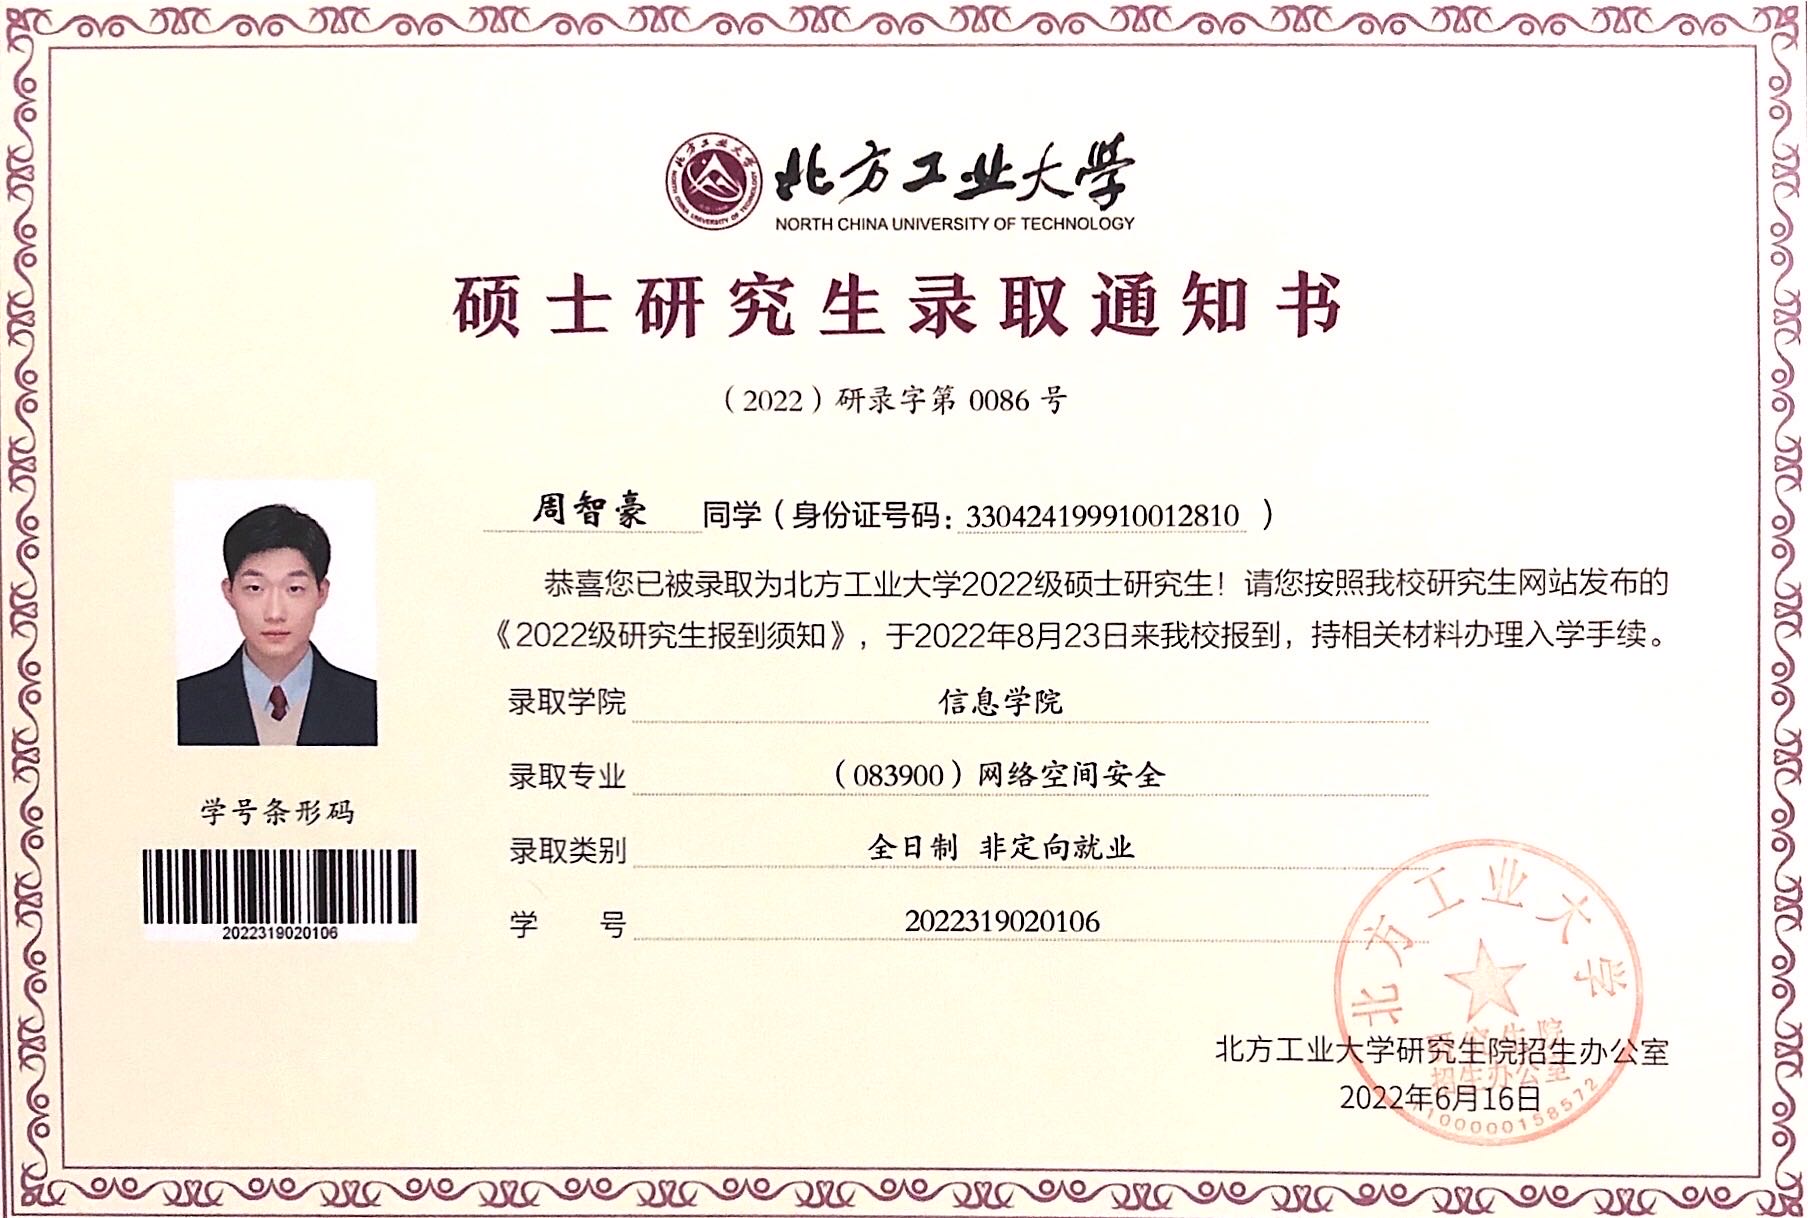 北方工业大学
NORTH CHINA UNIVERSITY OF TECHNOLOGY
硕士研究生录取通知书
（2022）研录字第 0086 号
周智豪 同学（身份证号码：330424199910012810 ）
恭喜您已被录取为北方工业大学2022级硕士研究生！请您按照我校研究生网站发布的
《2022级研究生报到须知》，于2022年8月23日来我校报到，持相关材料办理入学手续。
录取学院 信息学院
录取专业 （083900）网络空间安全
录取类别 全日制 非定向就业
学 号 2022319020106
学号条形码
2022319020106
北方工业大学研究生院招生办公室
2022年6月16日
北方工业大学
研究生院
招生办公室
1100000158572